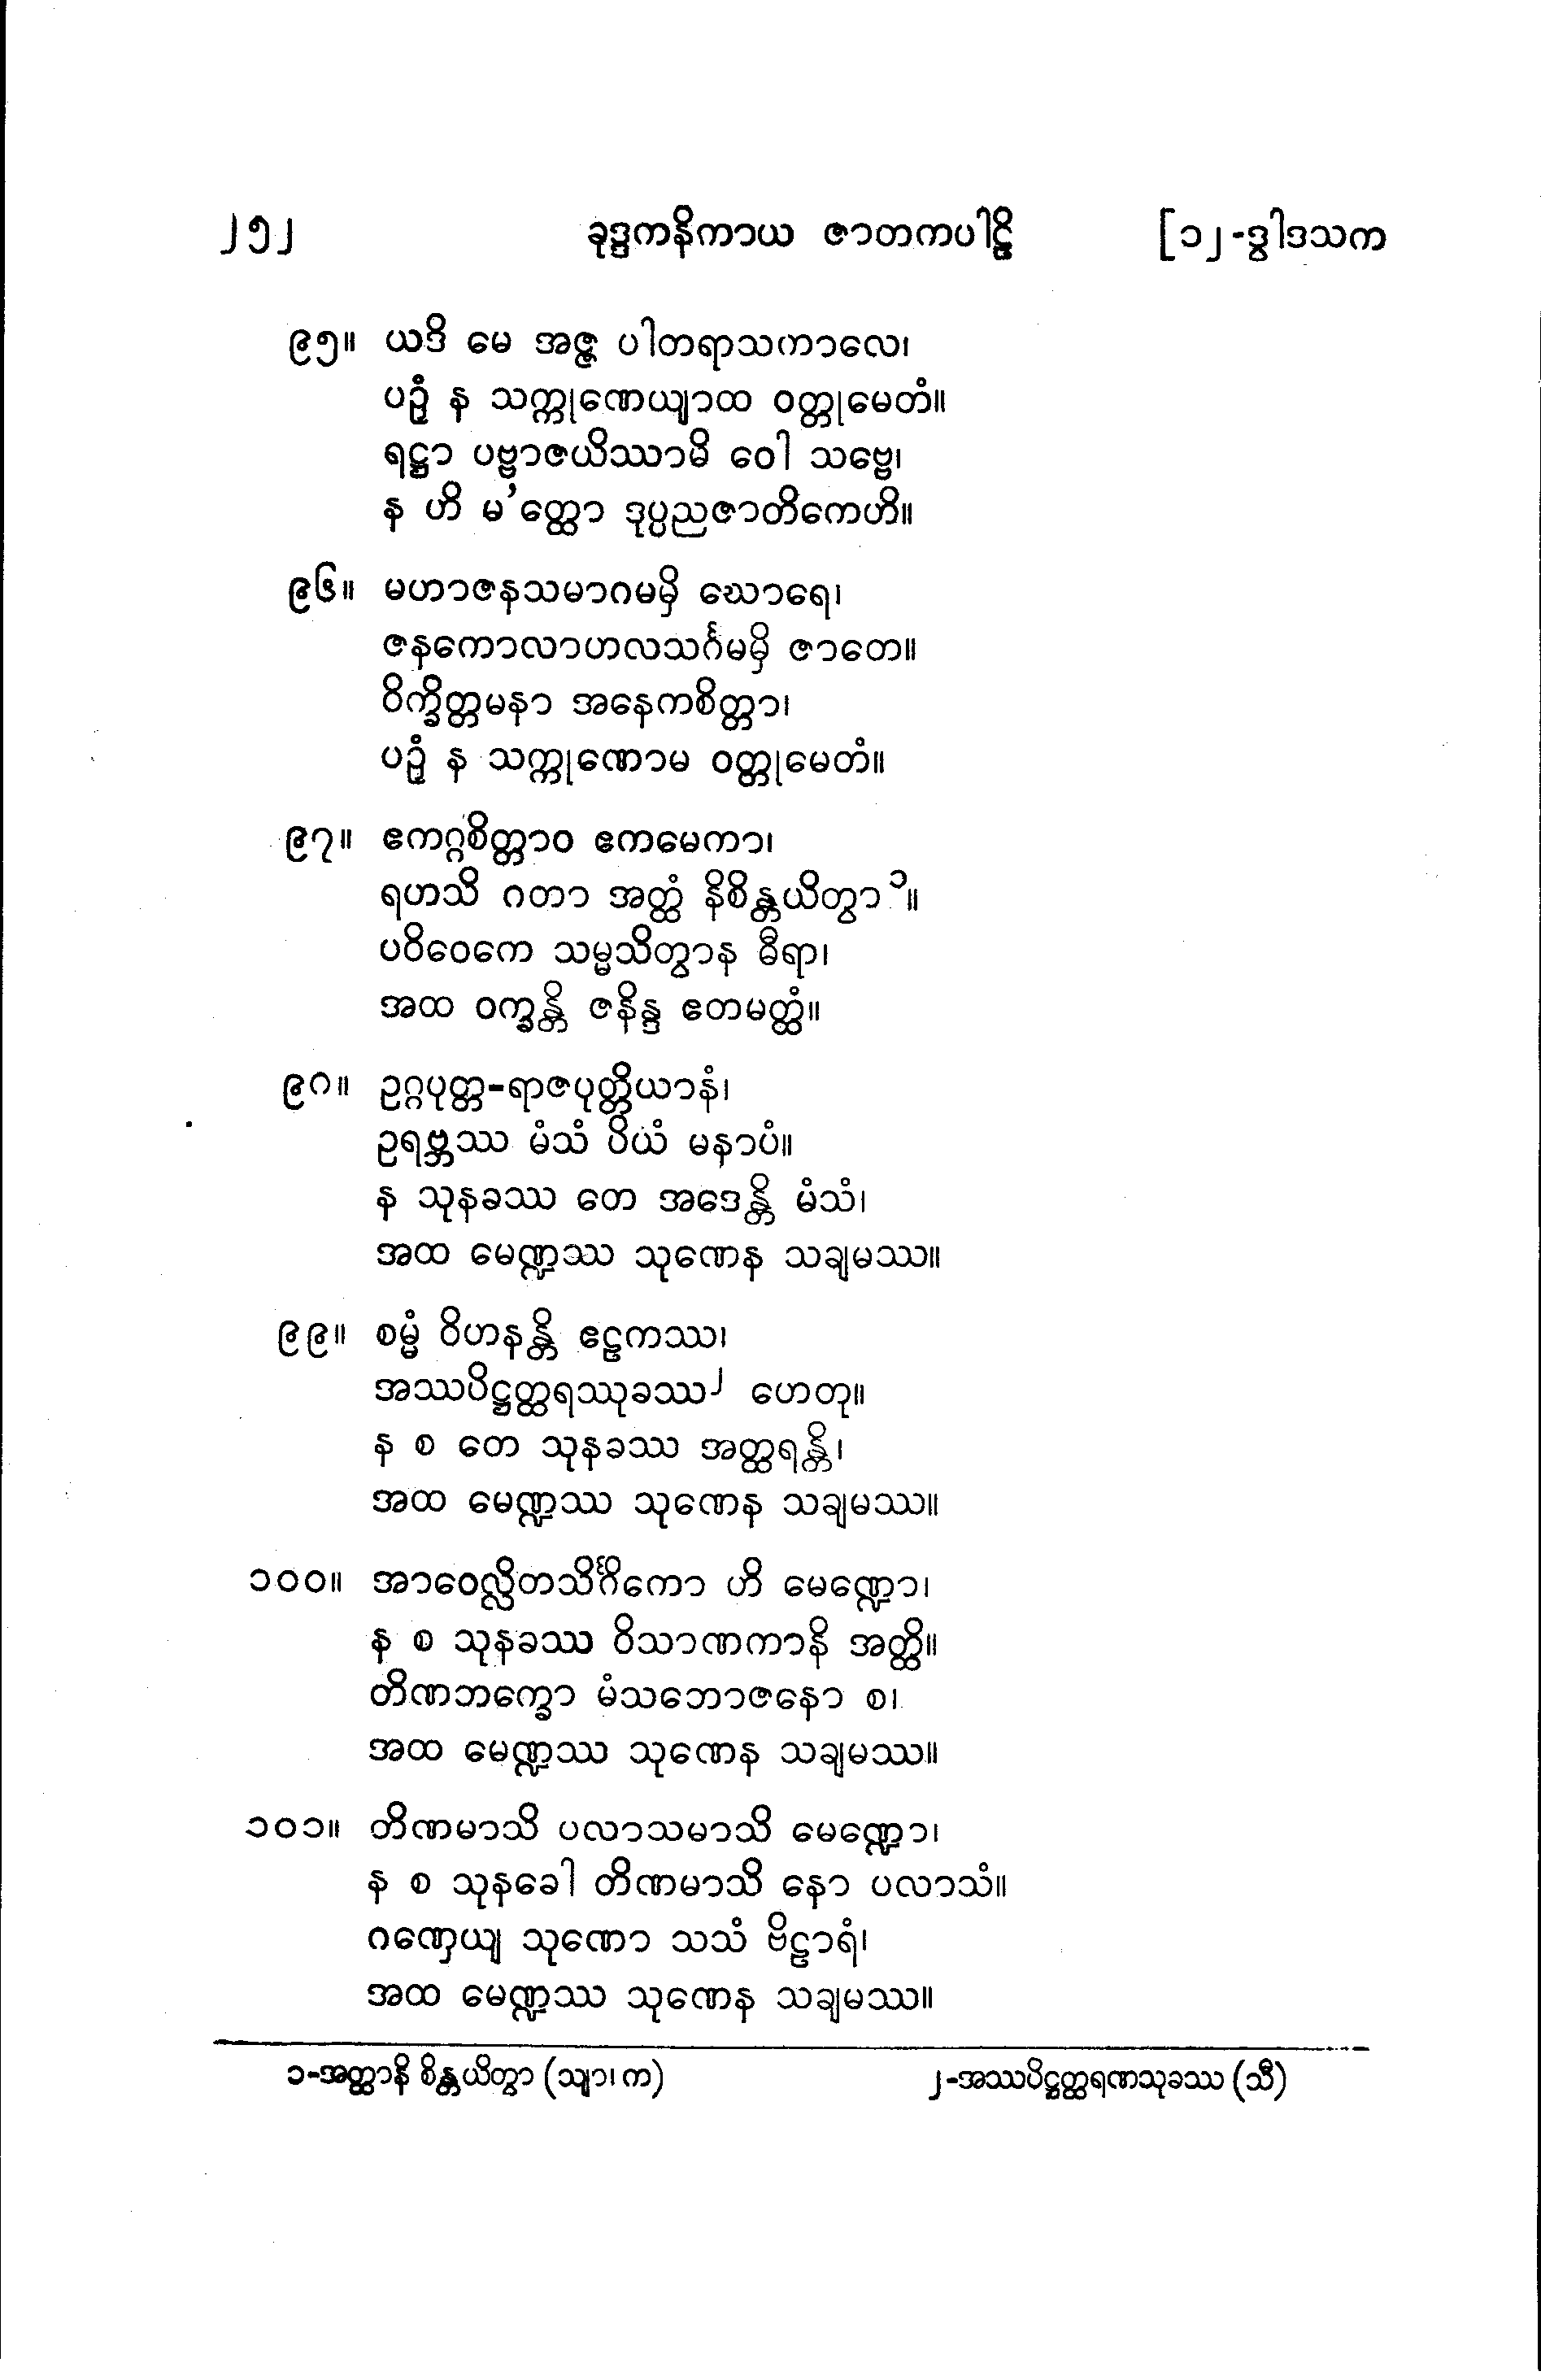 ၂၅၂ ခုဒ္ဒကနိကာယ ဇာတကပါဠိ [၁၂-ဒွါဒသက
၉၅။ ယဒိ မေ အဇ္ဇ ပါတရာသကာလေ၊
ပဉှံ န သက္ကုဏေယျာထ ဝတ္တုမေတံ။
ရဋ္ဌာ ပဗ္ဗာဇယိဿာမိ ဝေါ သဗ္ဗေ၊
န ဟိ မ’တ္ထော ဒုပ္ပညဇာတိကေဟိ။
၉၆။ မဟာဇနသမာဂမမှိ ဃောရေ၊
ဇနကောလာဟလသင်္ဂမမှိ ဇာတေ။
ဝိက္ခိတ္တမနာ အနေကစိတ္တာ၊
ပဉှံ န သက္ကုဏောမ ဝတ္တုမေတံ။
၉၇။ ဧကဂ္ဂစိတ္တာဝ ဧကမေကာ၊
ရဟသိ ဂတာ အတ္ထံ နိစိန္တယိတွာ၁။
ပဝိဝေကေ သမ္မသိတွာန ဓီရာ၊
အထ ဝက္ခန္တိ ဇနိန္ဒ ဧတမတ္ထံ။
၉၈။ ဥဂ္ဂပုတ္တ-ရာဇပုတ္တိယာနံ၊
ဥရဗ္ဘဿ မံသံ ပိယံ မနာပံ။
န သုနခဿ တေ အဒေန္တိ မံသံ၊
အထ မေဏ္ဍဿ သုဏေန သချမဿ။
၉၉။ စမ္မံ ဝိဟနန္တိ ဧဠကဿ၊
အဿပိဋ္ဌတ္ထရဿုခဿ၂ ဟေတု။
န စ တေ သုနခဿ အတ္ထရန္တိ၊
အထ မေဏ္ဍဿ သုဏေန သချမဿ။
၁၀၀။ အာဝေလ္လိတသိင်္ဂိကော ဟိ မေဏ္ဍော၊
န စ သုနခဿ ဝိသာဏကာနိ အတ္ထိ။
တိဏဘက္ခော မံသဘောဇနော စ၊
အထ မေဏ္ဍဿ သုဏေန သချမဿ။
၁၀၁။ တိဏမာသိ ပလာသမာသိ မေဏ္ဍော၊
န စ သုနခေါ တိဏမာသိ နော ပလာသံ။
ဂဏှေယျ သုဏော သသံ ဗိဠာရံ၊
အထ မေဏ္ဍဿ သုဏေန သချမဿ။
၁-အတ္ထာနိ စိန္တယိတွာ (သျာ၊ က) ၂-အဿပိဋ္ဌတ္ထရဏသုခဿ (သီ)